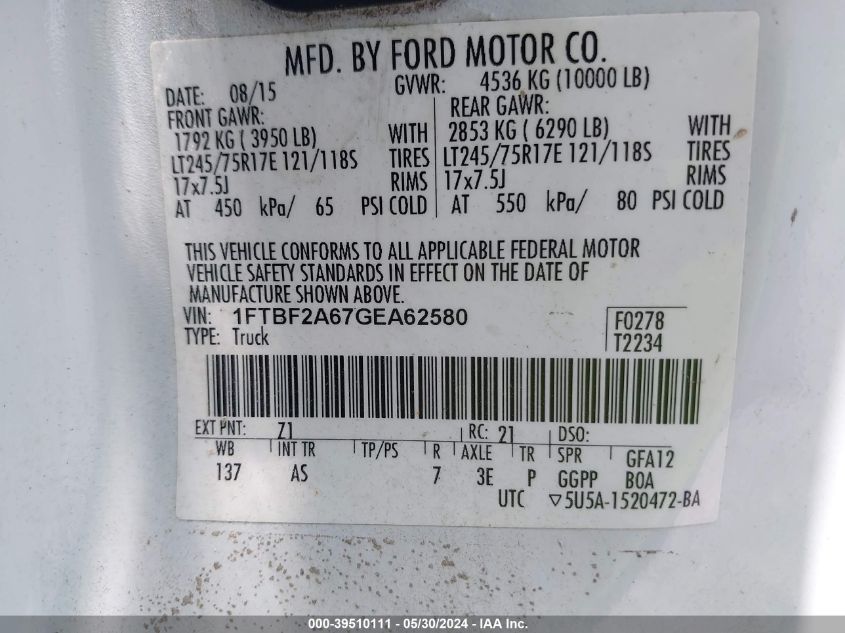 MFD. BY FORD MOTOR CO.
DATE: 08/15 GVWR: 4536 KG (10000 LB)
FRONT GAWR: REAR GAWR:
1792 KG ( 3950 LB) WITH 2853 KG ( 6290 LB) WITH
LT245/75R17E 121/118S TIRES LT245/75R17E 121/118S TIRES
17x7.5J RIMS 17x7.5J RIMS
AT 450 kPa/ 65 PSI COLD AT 550 kPa/ 80 PSI COLD
THIS VEHICLE CONFORMS TO ALL APPLICABLE FEDERAL MOTOR
VEHICLE SAFETY STANDARDS IN EFFECT ON THE DATE OF
MANUFACTURE SHOWN ABOVE.
VIN: 1FTBF2A67GEA62580 F0278
TYPE: Truck T2234
EXT PNT: Z1 RC: 21 DSO:
WB INT TR TP/PS R AXLE TR SPR GFA12
137 AS 7 3E P GGPP B0A
UTC ▽5U5A-1520472-BA
000-39510111 - 05/30/2024 - IAA Inc.